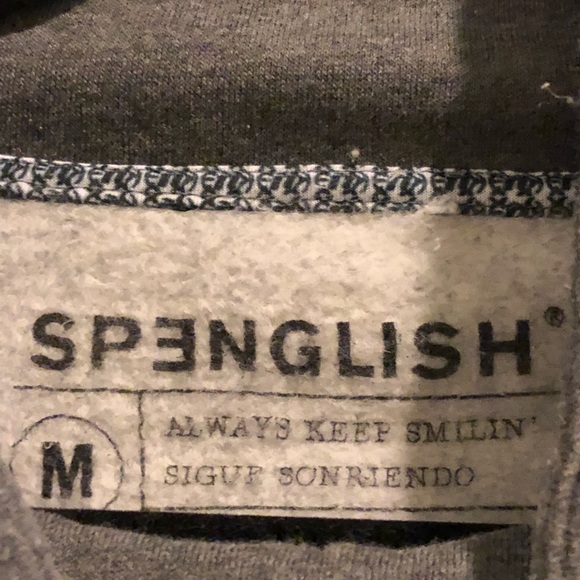 SPƎNGLISH®
M
ALWAYS KEEP SMILIN'
SIGUE SONRIENDO